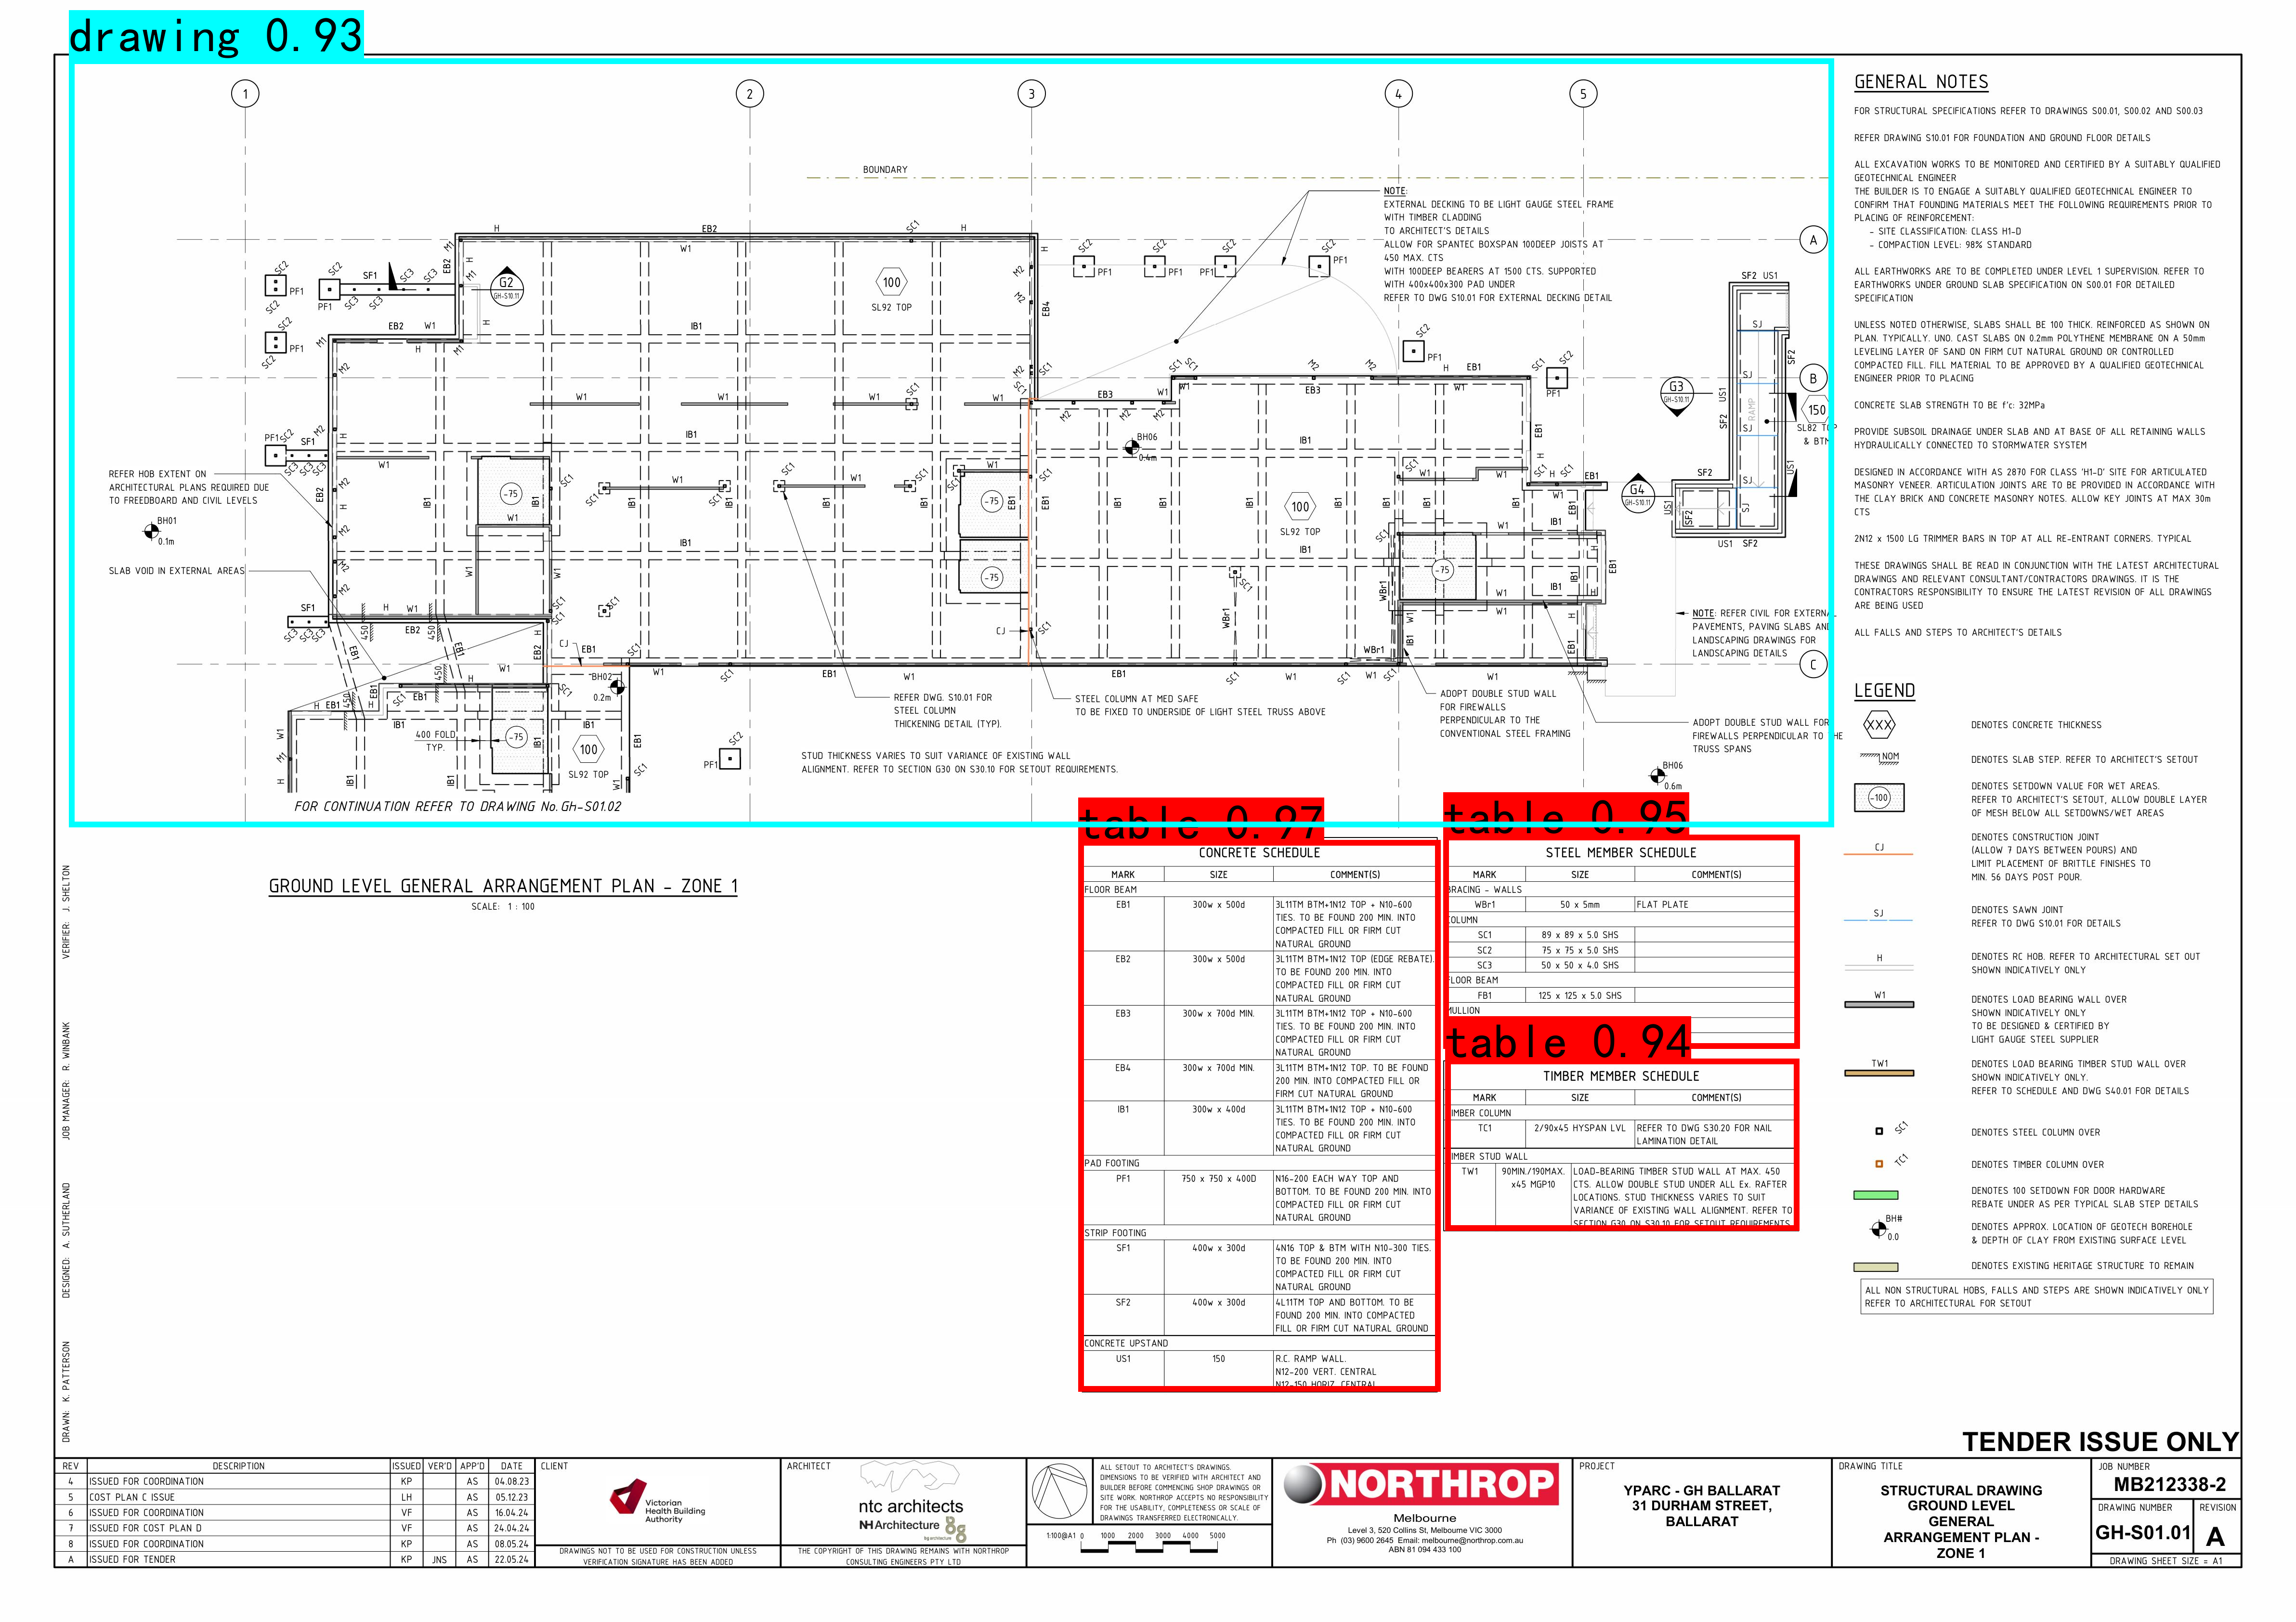 drawing 0.93
1
2
3
4
5
BOUNDARY
NOTE:
EXTERNAL DECKING TO BE LIGHT GAUGE STEEL FRAME
WITH TIMBER CLADDING
TO ARCHITECT'S DETAILS
ALLOW FOR SPANTEC BOXSPAN 100DEEP JOISTS AT
450 MAX. CTS
WITH 100DEEP BEARERS AT 1500 CTS. SUPPORTED
WITH 400x400x300 PAD UNDER
REFER TO DWG S10.01 FOR EXTERNAL DECKING DETAIL
A
B
C
G2
GH-S10.11
G3
GH-S10.11
G4
GH-S10.11
100
SL92 TOP
100
SL92 TOP
100
SL92 TOP
150
RAMP
REFER HOB EXTENT ON
ARCHITECTURAL PLANS REQUIRED DUE
TO FREEDBOARD AND CIVIL LEVELS
BH01
0.1m
SLAB VOID IN EXTERNAL AREAS
BH06
0.4m
BH02
0.2m
BH06
0.6m
400 FOLD
TYP.
REFER DWG. S10.01 FOR
STEEL COLUMN
THICKENING DETAIL (TYP).
STEEL COLUMN AT MED SAFE
TO BE FIXED TO UNDERSIDE OF LIGHT STEEL TRUSS ABOVE
ADOPT DOUBLE STUD WALL
FOR FIREWALLS
PERPENDICULAR TO THE
CONVENTIONAL STEEL FRAMING
ADOPT DOUBLE STUD WALL FOR
FIREWALLS PERPENDICULAR TO THE
TRUSS SPANS
NOTE: REFER CIVIL FOR EXTERNAL
PAVEMENTS, PAVING SLABS AND
LANDSCAPING DRAWINGS FOR
LANDSCAPING DETAILS
STUD THICKNESS VARIES TO SUIT VARIANCE OF EXISTING WALL
ALIGNMENT. REFER TO SECTION G30 ON S30.10 FOR SETOUT REQUIREMENTS.
FOR CONTINUATION REFER TO DRAWING No. Gh-S01.02
GROUND LEVEL GENERAL ARRANGEMENT PLAN - ZONE 1
SCALE: 1 : 100
table 0.97
CONCRETE SCHEDULE
MARK SIZE COMMENT(S)
FLOOR BEAM
EB1 300w x 500d 3L11TM BTM+1N12 TOP + N10-600
TIES. TO BE FOUND 200 MIN. INTO
COMPACTED FILL OR FIRM CUT
NATURAL GROUND
EB2 300w x 500d 3L11TM BTM+1N12 TOP (EDGE REBATE).
TO BE FOUND 200 MIN. INTO
COMPACTED FILL OR FIRM CUT
NATURAL GROUND
EB3 300w x 700d MIN. 3L11TM BTM+1N12 TOP + N10-600
TIES. TO BE FOUND 200 MIN. INTO
COMPACTED FILL OR FIRM CUT
NATURAL GROUND
EB4 300w x 700d MIN. 3L11TM BTM+1N12 TOP. TO BE FOUND
200 MIN. INTO COMPACTED FILL OR
FIRM CUT NATURAL GROUND
IB1 300w x 400d 3L11TM BTM+1N12 TOP + N10-600
TIES. TO BE FOUND 200 MIN. INTO
COMPACTED FILL OR FIRM CUT
NATURAL GROUND
PAD FOOTING
PF1 750 x 750 x 400D N16-200 EACH WAY TOP AND
BOTTOM. TO BE FOUND 200 MIN. INTO
COMPACTED FILL OR FIRM CUT
NATURAL GROUND
STRIP FOOTING
SF1 400w x 300d 4N16 TOP & BTM WITH N10-300 TIES.
TO BE FOUND 200 MIN. INTO
COMPACTED FILL OR FIRM CUT
NATURAL GROUND
SF2 400w x 300d 4L11TM TOP AND BOTTOM. TO BE
FOUND 200 MIN. INTO COMPACTED
FILL OR FIRM CUT NATURAL GROUND
CONCRETE UPSTAND
US1 150 R.C. RAMP WALL.
N12-200 VERT. CENTRAL
N12-150 HORIZ. CENTRAL
table 0.95
STEEL MEMBER SCHEDULE
MARK SIZE COMMENT(S)
BRACING - WALLS
WBr1 50 x 5mm FLAT PLATE
COLUMN
SC1 89 x 89 x 5.0 SHS
SC2 75 x 75 x 5.0 SHS
SC3 50 x 50 x 4.0 SHS
FLOOR BEAM
FB1 125 x 125 x 5.0 SHS
MULLION
table 0.94
TIMBER MEMBER SCHEDULE
MARK SIZE COMMENT(S)
TIMBER COLUMN
TC1 2/90x45 HYSPAN LVL REFER TO DWG S30.20 FOR NAIL
LAMINATION DETAIL
TIMBER STUD WALL
TW1 90MIN./190MAX. LOAD-BEARING TIMBER STUD WALL AT MAX. 450
x45 MGP10 CTS. ALLOW DOUBLE STUD UNDER ALL Ex. RAFTER
LOCATIONS. STUD THICKNESS VARIES TO SUIT
VARIANCE OF EXISTING WALL ALIGNMENT. REFER TO
SECTION G30 ON S30.10 FOR SETOUT REQUIREMENTS
GENERAL NOTES
FOR STRUCTURAL SPECIFICATIONS REFER TO DRAWINGS S00.01, S00.02 AND S00.03
REFER DRAWING S10.01 FOR FOUNDATION AND GROUND FLOOR DETAILS
ALL EXCAVATION WORKS TO BE MONITORED AND CERTIFIED BY A SUITABLY QUALIFIED
GEOTECHNICAL ENGINEER
THE BUILDER IS TO ENGAGE A SUITABLY QUALIFIED GEOTECHNICAL ENGINEER TO
CONFIRM THAT FOUNDING MATERIALS MEET THE FOLLOWING REQUIREMENTS PRIOR TO
PLACING OF REINFORCEMENT:
- SITE CLASSIFICATION: CLASS H1-D
- COMPACTION LEVEL: 98% STANDARD
ALL EARTHWORKS ARE TO BE COMPLETED UNDER LEVEL 1 SUPERVISION. REFER TO
EARTHWORKS UNDER GROUND SLAB SPECIFICATION ON S00.01 FOR DETAILED
SPECIFICATION
UNLESS NOTED OTHERWISE, SLABS SHALL BE 100 THICK. REINFORCED AS SHOWN ON
PLAN. TYPICALLY. UNO. CAST SLABS ON 0.2mm POLYTHENE MEMBRANE ON A 50mm
LEVELING LAYER OF SAND ON FIRM CUT NATURAL GROUND OR CONTROLLED
COMPACTED FILL. FILL MATERIAL TO BE APPROVED BY A QUALIFIED GEOTECHNICAL
ENGINEER PRIOR TO PLACING
CONCRETE SLAB STRENGTH TO BE f'c: 32MPa
PROVIDE SUBSOIL DRAINAGE UNDER SLAB AND AT BASE OF ALL RETAINING WALLS
HYDRAULICALLY CONNECTED TO STORMWATER SYSTEM
DESIGNED IN ACCORDANCE WITH AS 2870 FOR CLASS 'H1-D' SITE FOR ARTICULATED
MASONRY VENEER. ARTICULATION JOINTS ARE TO BE PROVIDED IN ACCORDANCE WITH
THE CLAY BRICK AND CONCRETE MASONRY NOTES. ALLOW KEY JOINTS AT MAX 30m
CTS
2N12 x 1500 LG TRIMMER BARS IN TOP AT ALL RE-ENTRANT CORNERS. TYPICAL
THESE DRAWINGS SHALL BE READ IN CONJUNCTION WITH THE LATEST ARCHITECTURAL
DRAWINGS AND RELEVANT CONSULTANT/CONTRACTORS DRAWINGS. IT IS THE
CONTRACTORS RESPONSIBILITY TO ENSURE THE LATEST REVISION OF ALL DRAWINGS
ARE BEING USED
ALL FALLS AND STEPS TO ARCHITECT'S DETAILS
LEGEND
XXX DENOTES CONCRETE THICKNESS
NOM DENOTES SLAB STEP. REFER TO ARCHITECT'S SETOUT
-100 DENOTES SETDOWN VALUE FOR WET AREAS.
REFER TO ARCHITECT'S SETOUT, ALLOW DOUBLE LAYER
OF MESH BELOW ALL SETDOWNS/WET AREAS
CJ DENOTES CONSTRUCTION JOINT
(ALLOW 7 DAYS BETWEEN POURS) AND
LIMIT PLACEMENT OF BRITTLE FINISHES TO
MIN. 56 DAYS POST POUR.
SJ DENOTES SAWN JOINT
REFER TO DWG S10.01 FOR DETAILS
H DENOTES RC HOB. REFER TO ARCHITECTURAL SET OUT
SHOWN INDICATIVELY ONLY
W1 DENOTES LOAD BEARING WALL OVER
SHOWN INDICATIVELY ONLY
TO BE DESIGNED & CERTIFIED BY
LIGHT GAUGE STEEL SUPPLIER
TW1 DENOTES LOAD BEARING TIMBER STUD WALL OVER
SHOWN INDICATIVELY ONLY.
REFER TO SCHEDULE AND DWG S40.01 FOR DETAILS
SC1 DENOTES STEEL COLUMN OVER
TC1 DENOTES TIMBER COLUMN OVER
DENOTES 100 SETDOWN FOR DOOR HARDWARE
REBATE UNDER AS PER TYPICAL SLAB STEP DETAILS
BH# DENOTES APPROX. LOCATION OF GEOTECH BOREHOLE
0.0 & DEPTH OF CLAY FROM EXISTING SURFACE LEVEL
DENOTES EXISTING HERITAGE STRUCTURE TO REMAIN
ALL NON STRUCTURAL HOBS, FALLS AND STEPS ARE SHOWN INDICATIVELY ONLY
REFER TO ARCHITECTURAL FOR SETOUT
VERIFIER: J. SHELTON
JOB MANAGER: R. WINBANK
DESIGNED: A. SUTHERLAND
DRAWN: K. PATTERSON
TENDER ISSUE ONLY
REV DESCRIPTION ISSUED VER'D APP'D DATE
4 ISSUED FOR COORDINATION KP AS 04.08.23
5 COST PLAN C ISSUE LH AS 05.12.23
6 ISSUED FOR COORDINATION VF AS 16.04.24
7 ISSUED FOR COST PLAN D VF AS 24.04.24
8 ISSUED FOR COORDINATION KP AS 08.05.24
A ISSUED FOR TENDER KP JNS AS 22.05.24
CLIENT
Victorian
Health Building
Authority
DRAWINGS NOT TO BE USED FOR CONSTRUCTION UNLESS
VERIFICATION SIGNATURE HAS BEEN ADDED
ARCHITECT
ntc architects
NH Architecture
THE COPYRIGHT OF THIS DRAWING REMAINS WITH NORTHROP
CONSULTING ENGINEERS PTY LTD
ALL SETOUT TO ARCHITECT'S DRAWINGS.
DIMENSIONS TO BE VERIFIED WITH ARCHITECT AND
BUILDER BEFORE COMMENCING SHOP DRAWINGS OR
SITE WORK. NORTHROP ACCEPTS NO RESPONSIBILITY
FOR THE USABILITY, COMPLETENESS OR SCALE OF
DRAWINGS TRANSFERRED ELECTRONICALLY.
1:100@A1 0 1000 2000 3000 4000 5000
NORTHROP
Melbourne
Level 3, 520 Collins St, Melbourne VIC 3000
Ph (03) 9600 2645 Email: melbourne@northrop.com.au
ABN 81 094 433 100
PROJECT
YPARC - GH BALLARAT
31 DURHAM STREET,
BALLARAT
DRAWING TITLE
STRUCTURAL DRAWING
GROUND LEVEL
GENERAL
ARRANGEMENT PLAN -
ZONE 1
JOB NUMBER
MB212338-2
DRAWING NUMBER REVISION
GH-S01.01 A
DRAWING SHEET SIZE = A1